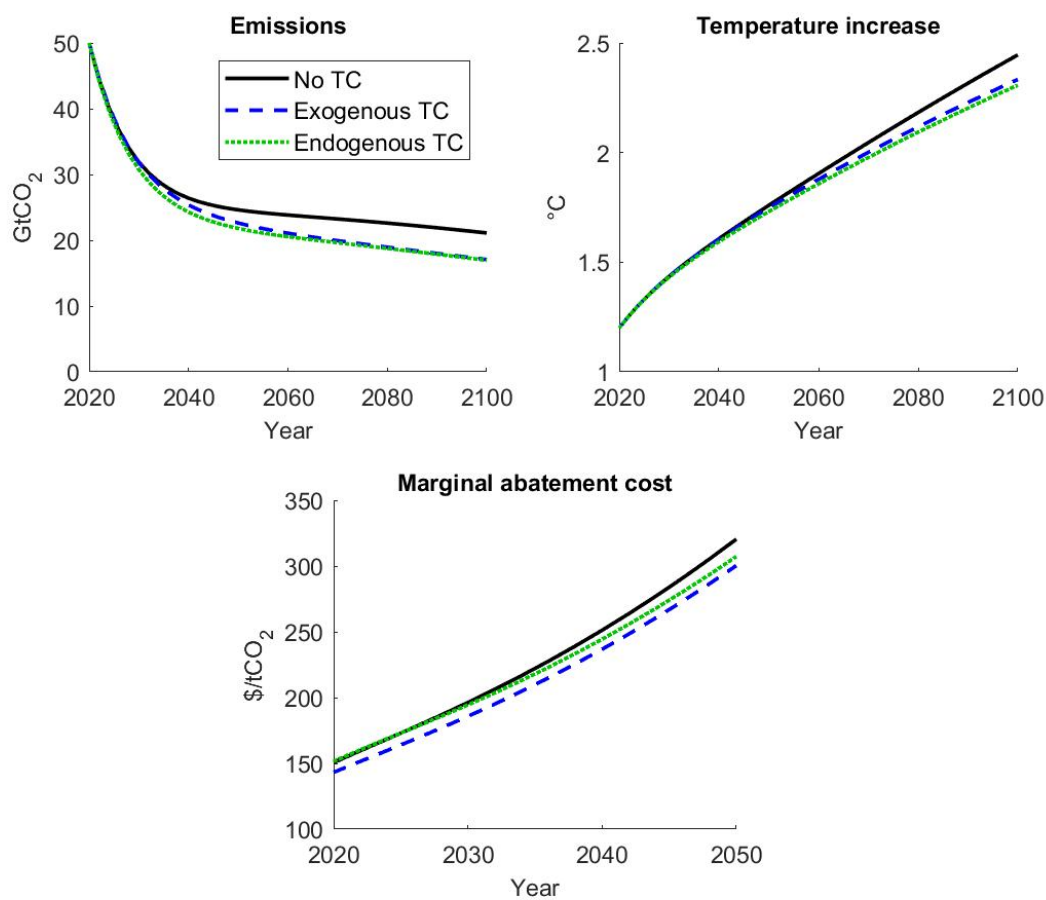 Emissions
50
40
30
20
10
0
GtCO2
2020 2040 2060 2080 2100
Year
No TC
Exogenous TC
Endogenous TC
Temperature increase
2.5
2
1.5
1
°C
2020 2040 2060 2080 2100
Year
Marginal abatement cost
350
300
250
200
150
100
$/tCO2
2020 2030 2040 2050
Year